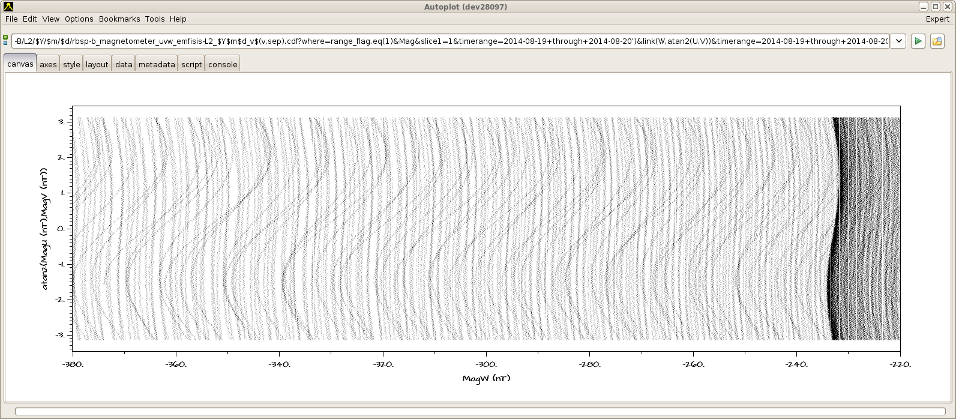 Autoplot (dev28097)
File Edit View Options Bookmarks Tools Help Expert
-B/L2/$Y/$m/$d/rbsp-b_magnetometer_uvw_emfisis-L2_$Y$m$d_v$(v,sep).cdf?where=range_flag.eq(1)&Mag&slice1=1&timerange=2014-08-19+through+2014-08-20')&link(W,atan2(U,V))&timerange=2014-08-19+through+2014-08-20
canvas axes style layout data metadata script console
3.
2.
1.
0.
-1.
-2.
-3.
atan2(MagU (nT),MagV (nT))
-380. -360. -340. -320. -300. -280. -260. -240. -220.
MagW (nT)